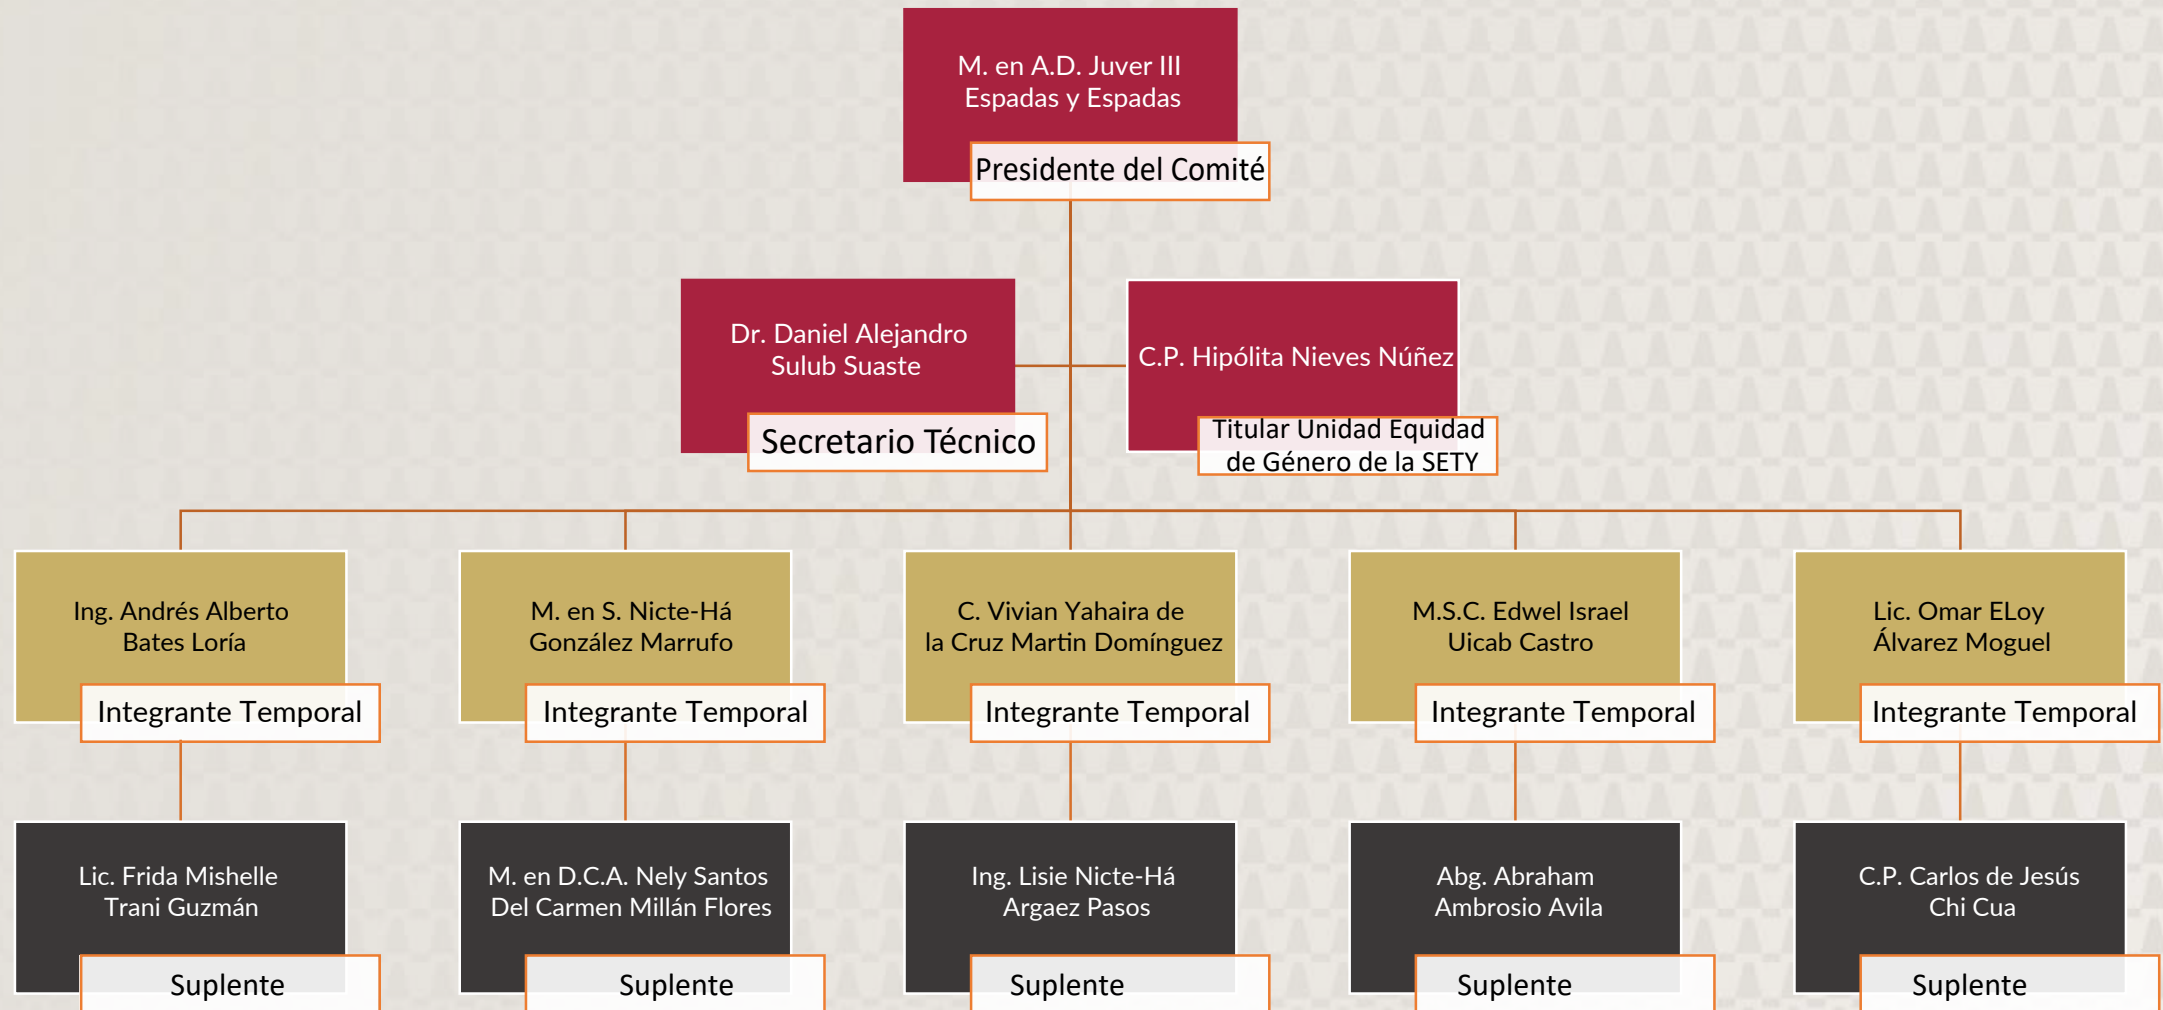 M. en A.D. Juver III
Espadas y Espadas
Presidente del Comité
Dr. Daniel Alejandro
Sulub Suaste
Secretario Técnico
C.P. Hipólita Nieves Núñez
Titular Unidad Equidad
de Género de la SETY
Ing. Andrés Alberto
Bates Loría
Integrante Temporal
M. en S. Nicte-Há
González Marrufo
Integrante Temporal
C. Vivian Yahaira de
la Cruz Martin Domínguez
Integrante Temporal
M.S.C. Edwel Israel
Uicab Castro
Integrante Temporal
Lic. Omar ELoy
Álvarez Moguel
Integrante Temporal
Lic. Frida Mishelle
Trani Guzmán
Suplente
M. en D.C.A. Nely Santos
Del Carmen Millán Flores
Suplente
Ing. Lisie Nicte-Há
Argaez Pasos
Suplente
Abg. Abraham
Ambrosio Avila
Suplente
C.P. Carlos de Jesús
Chi Cua
Suplente